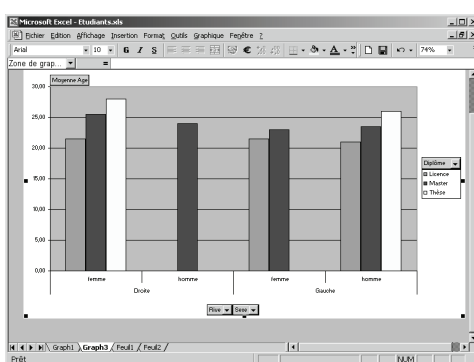 Microsoft Excel - Etudiants.xls
Fichier Edition Affichage Insertion Format Outils Graphique Fenêtre ?
Arial 10 G I S € 74%
Zone de grap... =
Moyenne Age
30,00
25,00
20,00
15,00
10,00
5,00
0,00
Diplôme
Licence
Master
Thèse
femme homme femme homme
Droite Gauche
Rive Sexe
Graph1 Graph3 Feuil1 Feuil2
Prêt NUM